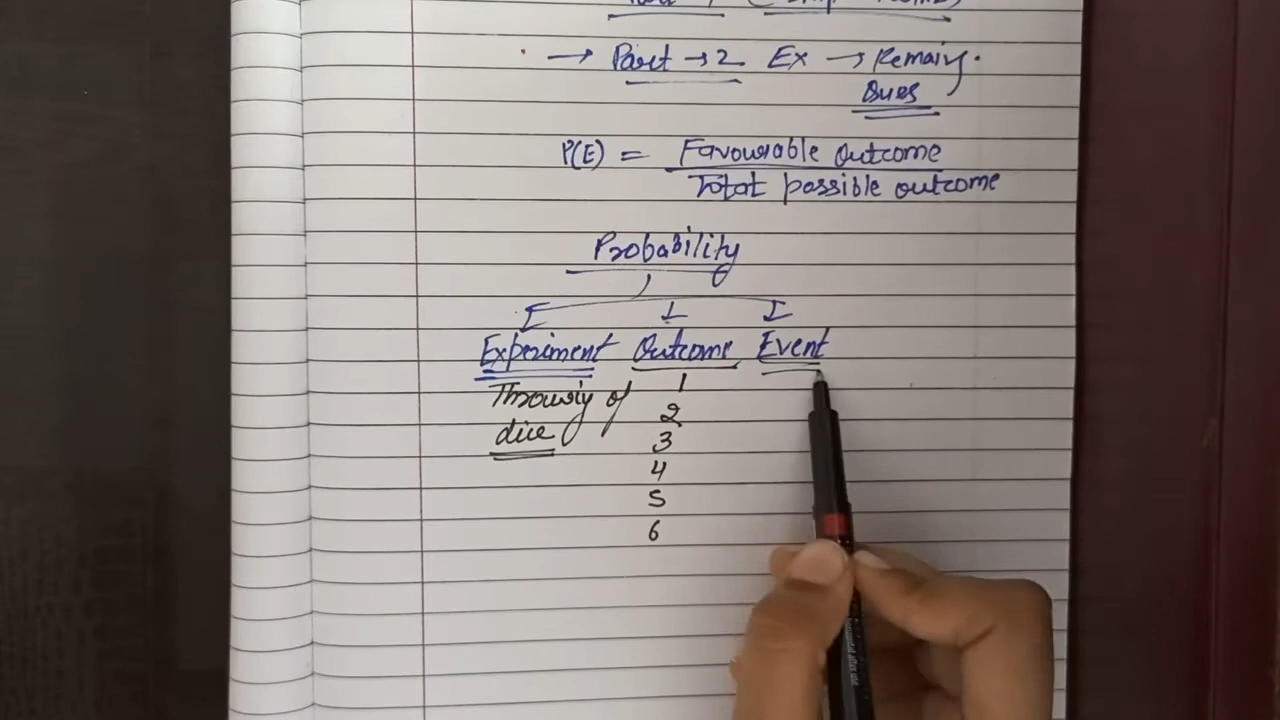 → Part → 2 Ex → Remaing.
Ques
P(E) = Favourable Outcome
Total possible outcome
Probability
Experiment Outcome Event
Throwing of 1
dice 2
3
4
5
6